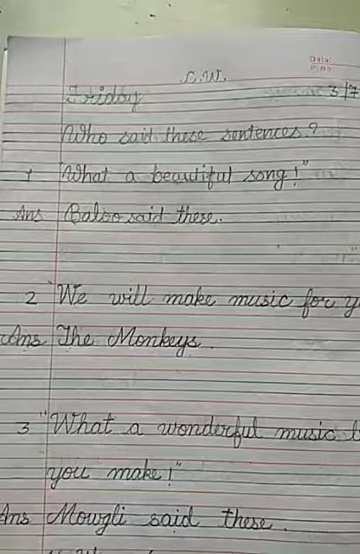 C.W.
Date
Friday 3/7
Who said these sentences?
1 "What a beautiful song!"
Ans Baloo said these.
2 "We will make music for y
Ans The Monkeys.
3 "What a wonderful music
you make!"
Ans Mowgli said these.